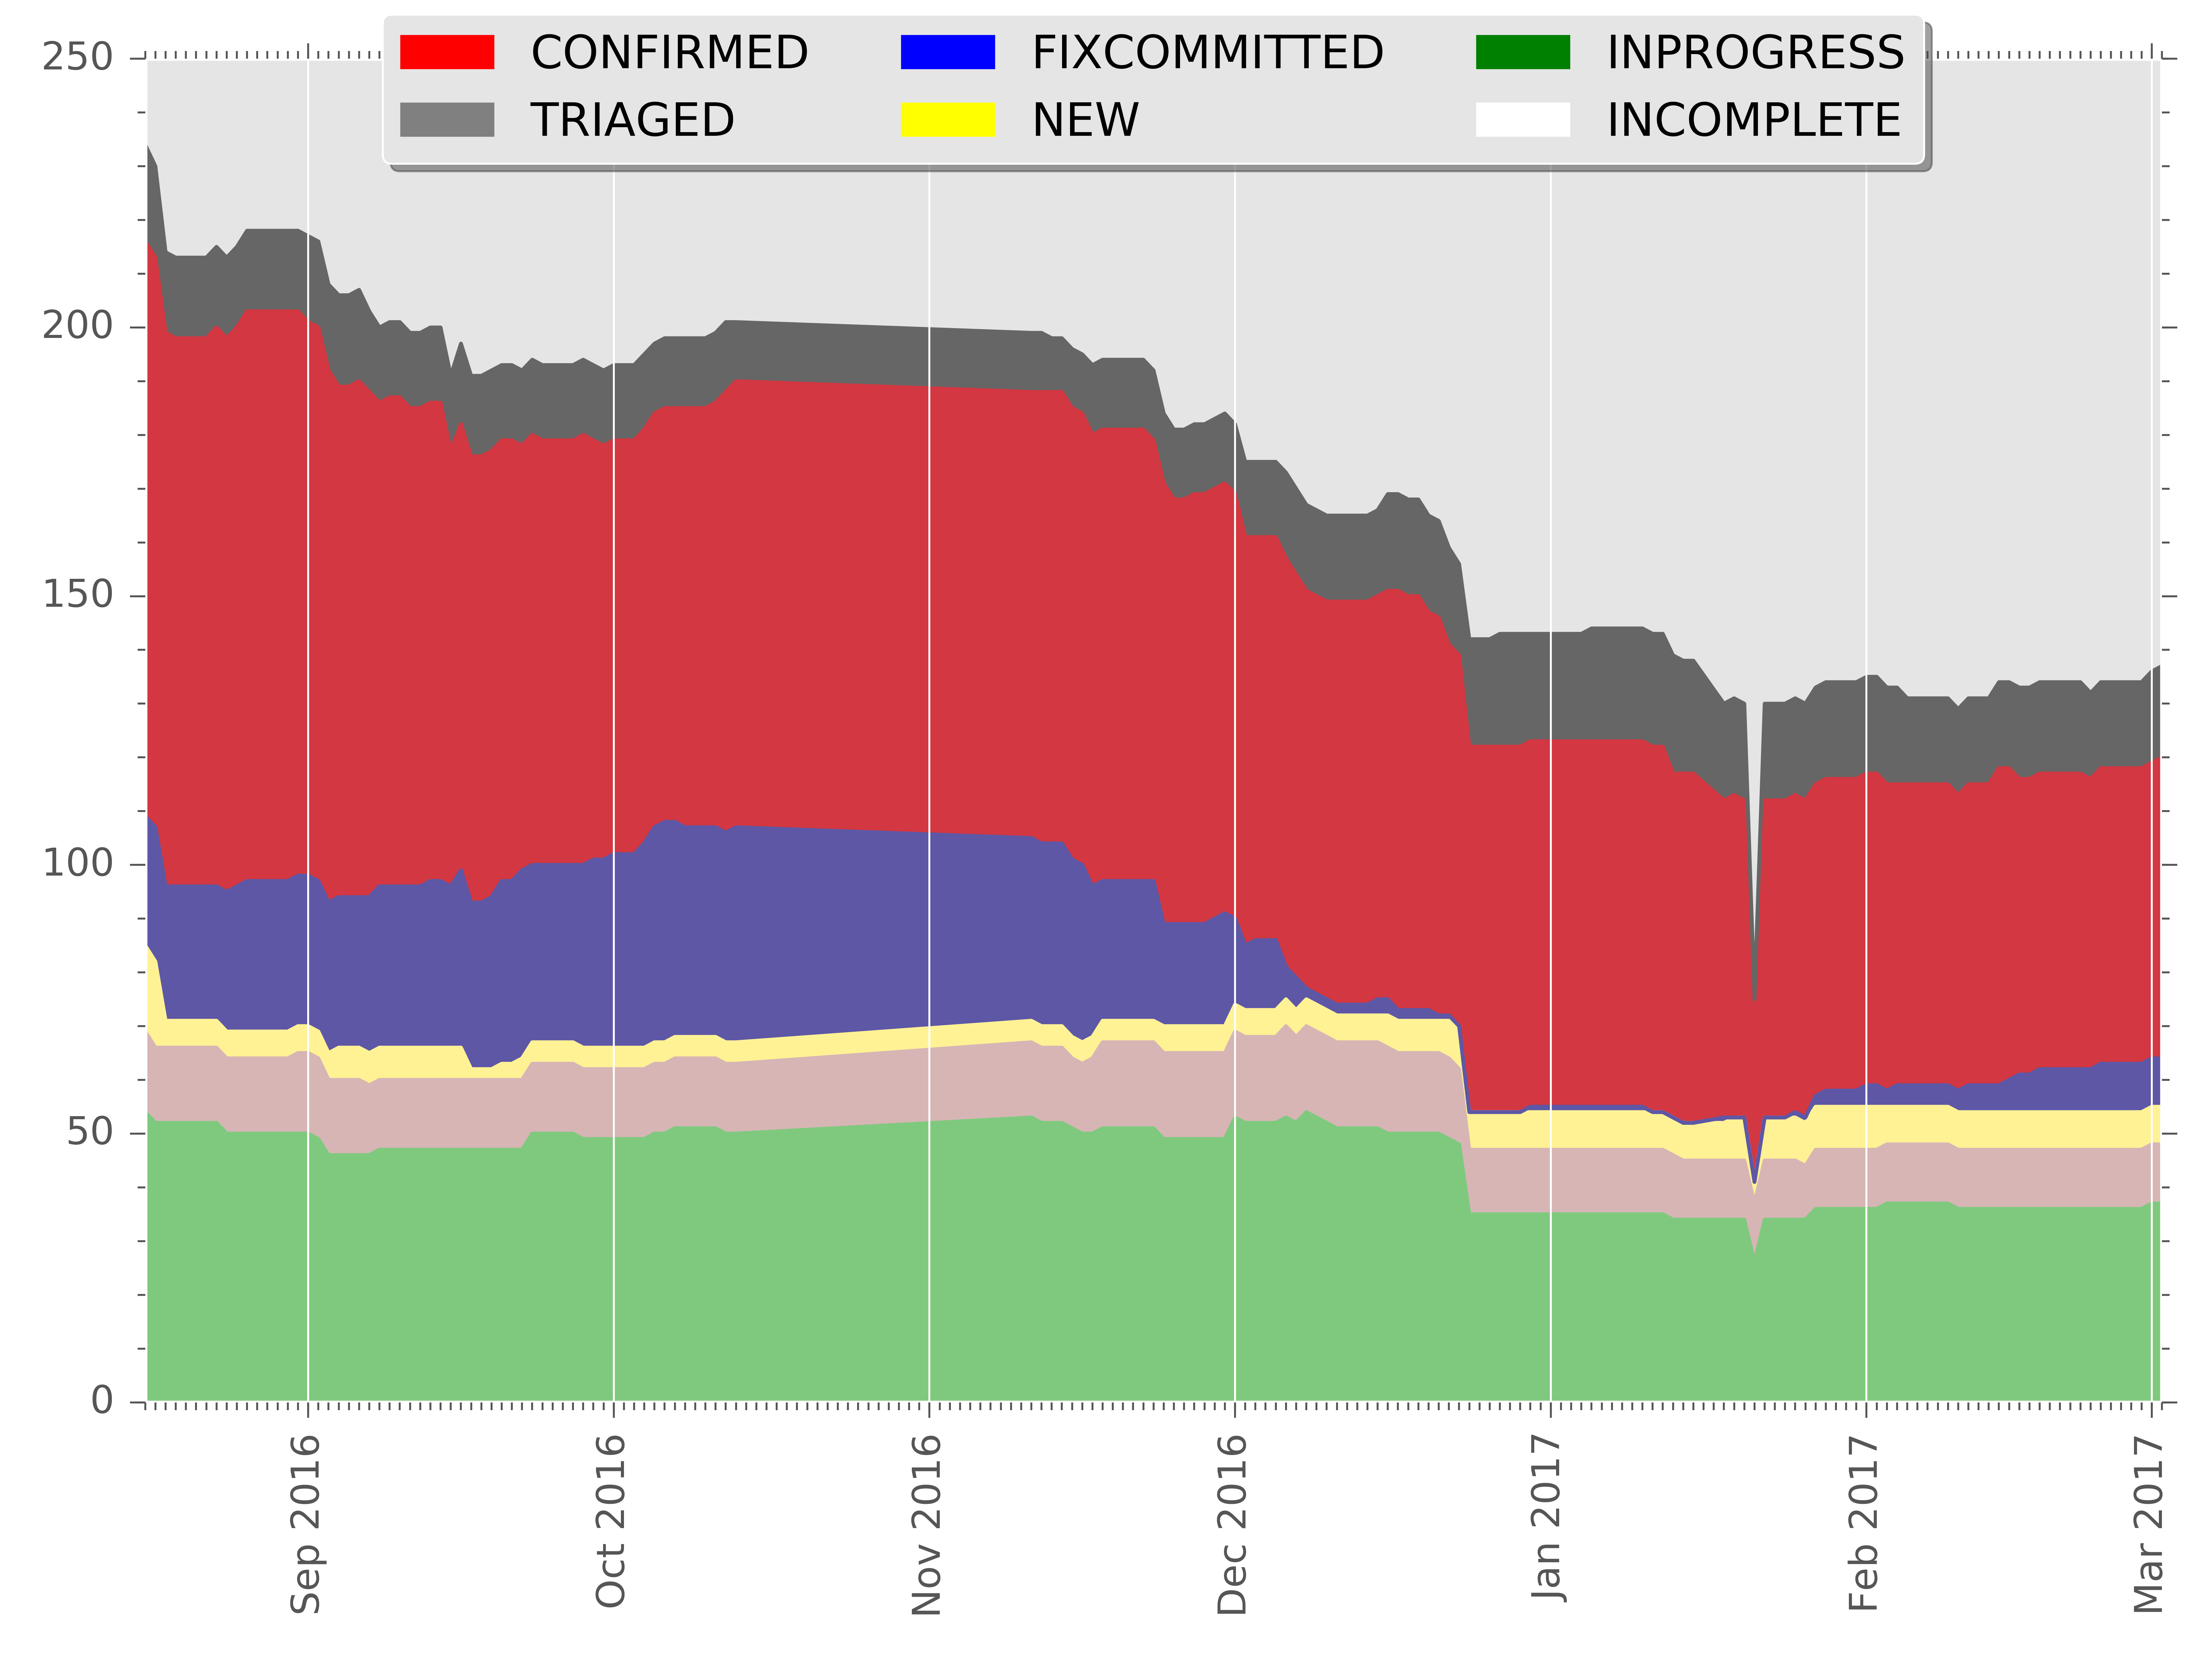 CONFIRMED FIXCOMMITTED INPROGRESS
TRIAGED NEW INCOMPLETE
250
200
150
100
50
0
Sep 2016
Oct 2016
Nov 2016
Dec 2016
Jan 2017
Feb 2017
Mar 2017